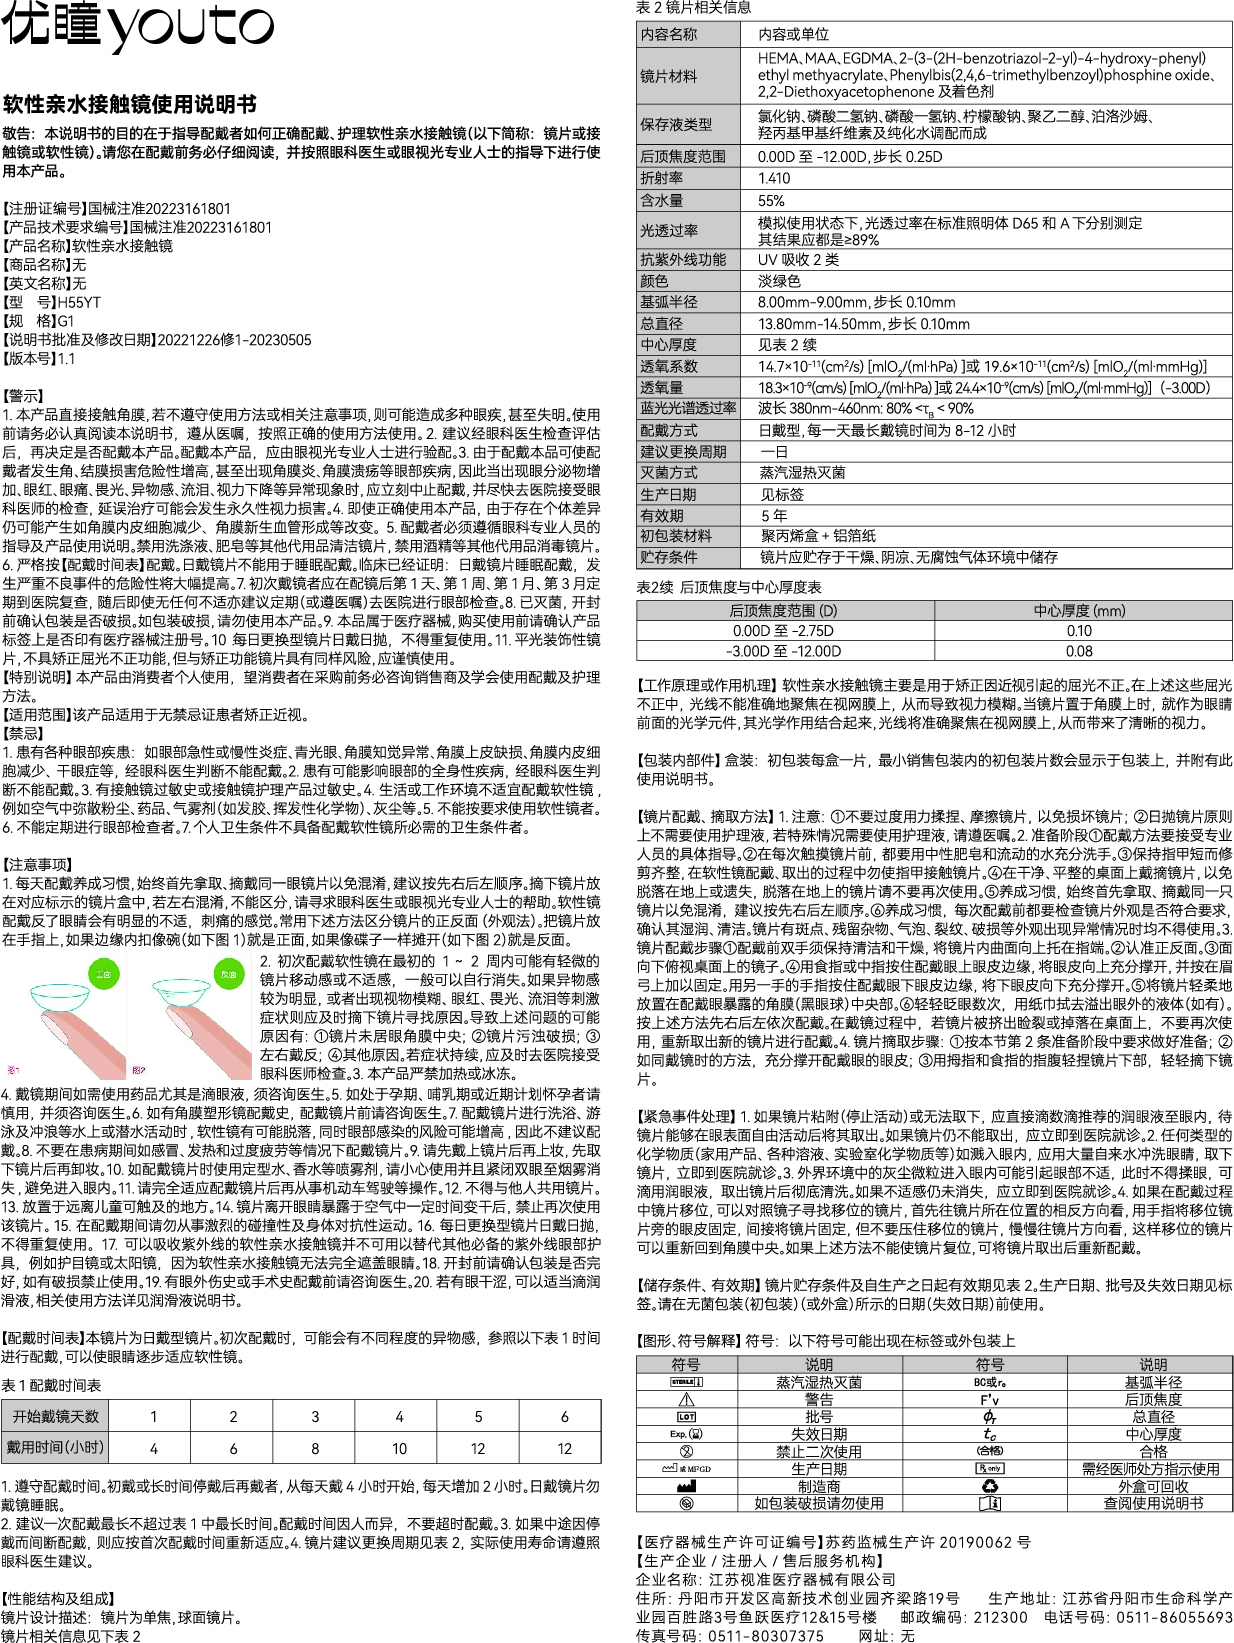 优瞳youto
软性亲水接触镜使用说明书
敬告：本说明书的目的在于指导配戴者如何正确配戴、护理软性亲水接触镜(以下简称：镜片或接
触镜或软性镜)。请您在配戴前务必仔细阅读，并按照眼科医生或眼视光专业人士的指导下进行使
用本产品。
【注册证编号】国械注准20223161801
【产品技术要求编号】国械注准20223161801
【产品名称】软性亲水接触镜
【商品名称】无
【英文名称】无
【型　号】H55YT
【规　格】G1
【说明书批准及修改日期】20221226修1-20230505
【版本号】1.1
【警示】
1. 本产品直接接触角膜，若不遵守使用方法或相关注意事项，则可能造成多种眼疾，甚至失明。使用
前请务必认真阅读本说明书，遵从医嘱，按照正确的使用方法使用。2. 建议经眼科医生检查评估
后，再决定是否配戴本产品。配戴本产品，应由眼视光专业人士进行验配。3. 由于配戴本品可使配
戴者发生角、结膜损害危险性增高，甚至出现角膜炎、角膜溃疡等眼部疾病，因此当出现眼分泌物增
加、眼红、眼痛、畏光、异物感、流泪、视力下降等异常现象时，应立刻中止配戴，并尽快去医院接受眼
科医师的检查，延误治疗可能会发生永久性视力损害。4. 即使正确使用本产品，由于存在个体差异
仍可能产生如角膜内皮细胞减少、角膜新生血管形成等改变。5. 配戴者必须遵循眼科专业人员的
指导及产品使用说明。禁用洗涤液、肥皂等其他代用品清洁镜片，禁用酒精等其他代用品消毒镜片。
6. 严格按【配戴时间表】配戴。日戴镜片不能用于睡眠配戴。临床已经证明：日戴镜片睡眠配戴，发
生严重不良事件的危险性将大幅提高。7. 初次戴镜者应在配镜后第 1 天、第 1 周、第 1 月、第 3 月定
期到医院复查，随后即使无任何不适亦建议定期(或遵医嘱)去医院进行眼部检查。8. 已灭菌，开封
前确认包装是否破损。如包装破损，请勿使用本产品。9. 本品属于医疗器械，购买使用前请确认产品
标签上是否印有医疗器械注册号。10 每日更换型镜片日戴日抛，不得重复使用。11. 平光装饰性镜
片，不具矫正屈光不正功能，但与矫正功能镜片具有同样风险，应谨慎使用。
【特别说明】本产品由消费者个人使用，望消费者在采购前务必咨询销售商及学会使用配戴及护理
方法。
【适用范围】该产品适用于无禁忌证患者矫正近视。
【禁忌】
1. 患有各种眼部疾患：如眼部急性或慢性炎症、青光眼、角膜知觉异常、角膜上皮缺损、角膜内皮细
胞减少、干眼症等，经眼科医生判断不能配戴。2. 患有可能影响眼部的全身性疾病，经眼科医生判
断不能配戴。3. 有接触镜过敏史或接触镜护理产品过敏史。4. 生活或工作环境不适宜配戴软性镜，
例如空气中弥散粉尘、药品、气雾剂(如发胶、挥发性化学物)、灰尘等。5. 不能按要求使用软性镜者。
6. 不能定期进行眼部检查者。7. 个人卫生条件不具备配戴软性镜所必需的卫生条件者。
【注意事项】
1. 每天配戴养成习惯，始终首先拿取、摘戴同一眼镜片以免混淆，建议按先右后左顺序。摘下镜片放
在对应标示的镜片盒中，若左右混淆，不能区分，请寻求眼科医生或眼视光专业人士的帮助。软性镜
配戴反了眼睛会有明显的不适，刺痛的感觉。常用下述方法区分镜片的正反面 (外观法)。把镜片放
在手指上，如果边缘内扣像碗(如下图 1)就是正面，如果像碟子一样摊开(如下图 2)就是反面。
正面
反面
图1
图2
2. 初次配戴软性镜在最初的 1 ~ 2 周内可能有轻微的
镜片移动感或不适感，一般可以自行消失。如果异物感
较为明显，或者出现视物模糊、眼红、畏光、流泪等刺激
症状则应及时摘下镜片寻找原因。导致上述问题的可能
原因有：①镜片未居眼角膜中央；②镜片污浊破损；③
左右戴反；④其他原因。若症状持续，应及时去医院接受
眼科医师检查。3. 本产品严禁加热或冰冻。
4. 戴镜期间如需使用药品尤其是滴眼液，须咨询医生。5. 如处于孕期、哺乳期或近期计划怀孕者请
慎用，并须咨询医生。6. 如有角膜塑形镜配戴史，配戴镜片前请咨询医生。7. 配戴镜片进行洗浴、游
泳及冲浪等水上或潜水活动时，软性镜有可能脱落，同时眼部感染的风险可能增高，因此不建议配
戴。8. 不要在患病期间如感冒、发热和过度疲劳等情况下配戴镜片。9. 请先戴上镜片后再上妆，先取
下镜片后再卸妆。10. 如配戴镜片时使用定型水、香水等喷雾剂，请小心使用并且紧闭双眼至烟雾消
失，避免进入眼内。11. 请完全适应配戴镜片后再从事机动车驾驶等操作。12. 不得与他人共用镜片。
13. 放置于远离儿童可触及的地方。14. 镜片离开眼睛暴露于空气中一定时间变干后，禁止再次使用
该镜片。15. 在配戴期间请勿从事激烈的碰撞性及身体对抗性运动。16. 每日更换型镜片日戴日抛，
不得重复使用。17. 可以吸收紫外线的软性亲水接触镜并不可用以替代其他必备的紫外线眼部护
具，例如护目镜或太阳镜，因为软性亲水接触镜无法完全遮盖眼睛。18. 开封前请确认包装是否完
好，如有破损禁止使用。19. 有眼外伤史或手术史配戴前请咨询医生。20. 若有眼干涩，可以适当滴润
滑液，相关使用方法详见润滑液说明书。
【配戴时间表】本镜片为日戴型镜片。初次配戴时，可能会有不同程度的异物感，参照以下表 1 时间
进行配戴，可以使眼睛逐步适应软性镜。
表 1 配戴时间表
开始戴镜天数 1 2 3 4 5 6
戴用时间(小时) 4 6 8 10 12 12
1. 遵守配戴时间。初戴或长时间停戴后再戴者，从每天戴 4 小时开始，每天增加 2 小时。日戴镜片勿
戴镜睡眠。
2. 建议一次配戴最长不超过表 1 中最长时间。配戴时间因人而异，不要超时配戴。3. 如果中途因停
戴而间断配戴，则应按首次配戴时间重新适应。4. 镜片建议更换周期见表 2，实际使用寿命请遵照
眼科医生建议。
【性能结构及组成】
镜片设计描述：镜片为单焦，球面镜片。
镜片相关信息见下表 2
表 2 镜片相关信息
内容名称 内容或单位
镜片材料 HEMA、MAA、EGDMA、2-(3-(2H-benzotriazol-2-yl)-4-hydroxy-phenyl)
ethyl methyacrylate、Phenylbis(2,4,6-trimethylbenzoyl)phosphine oxide、
2,2-Diethoxyacetophenone 及着色剂
保存液类型 氯化钠、磷酸二氢钠、磷酸一氢钠、柠檬酸钠、聚乙二醇、泊洛沙姆、
羟丙基甲基纤维素及纯化水调配而成
后顶焦度范围 0.00D 至 -12.00D，步长 0.25D
折射率 1.410
含水量 55%
光透过率 模拟使用状态下，光透过率在标准照明体 D65 和 A 下分别测定
其结果应都是≥89%
抗紫外线功能 UV 吸收 2 类
颜色 淡绿色
基弧半径 8.00mm-9.00mm，步长 0.10mm
总直径 13.80mm-14.50mm，步长 0.10mm
中心厚度 见表 2 续
透氧系数 14.7×10⁻¹¹(cm²/s) [mlO₂/(ml·hPa) ]或 19.6×10⁻¹¹(cm²/s) [mlO₂/(ml·mmHg)]
透氧量 18.3×10⁻⁹(cm/s) [mlO₂/(ml·hPa) ]或 24.4×10⁻⁹(cm/s) [mlO₂/(ml·mmHg)]（-3.00D）
蓝光光谱透过率 波长 380nm-460nm: 80% <τB < 90%
配戴方式 日戴型，每一天最长戴镜时间为 8-12 小时
建议更换周期 一日
灭菌方式 蒸汽湿热灭菌
生产日期 见标签
有效期 5 年
初包装材料 聚丙烯盒 + 铝箔纸
贮存条件 镜片应贮存于干燥、阴凉、无腐蚀气体环境中储存
表2续 后顶焦度与中心厚度表
后顶焦度范围 (D) 中心厚度 (mm)
0.00D 至 -2.75D 0.10
-3.00D 至 -12.00D 0.08
【工作原理或作用机理】软性亲水接触镜主要是用于矫正因近视引起的屈光不正。在上述这些屈光
不正中，光线不能准确地聚焦在视网膜上，从而导致视力模糊。当镜片置于角膜上时，就作为眼睛
前面的光学元件，其光学作用结合起来，光线将准确聚焦在视网膜上，从而带来了清晰的视力。
【包装内部件】盒装：初包装每盒一片，最小销售包装内的初包装片数会显示于包装上，并附有此
使用说明书。
【镜片配戴、摘取方法】1. 注意：①不要过度用力揉捏、摩擦镜片，以免损坏镜片；②日抛镜片原则
上不需要使用护理液，若特殊情况需要使用护理液，请遵医嘱。2. 准备阶段①配戴方法要接受专业
人员的具体指导。②在每次触摸镜片前，都要用中性肥皂和流动的水充分洗手。③保持指甲短而修
剪齐整，在软性镜配戴、取出的过程中勿使指甲接触镜片。④在干净、平整的桌面上戴摘镜片，以免
脱落在地上或遗失，脱落在地上的镜片请不要再次使用。⑤养成习惯，始终首先拿取、摘戴同一只
镜片以免混淆，建议按先右后左顺序。⑥养成习惯，每次配戴前都要检查镜片外观是否符合要求，
确认其湿润、清洁。镜片有斑点、残留杂物、气泡、裂纹、破损等外观出现异常情况时均不得使用。3.
镜片配戴步骤①配戴前双手须保持清洁和干燥，将镜片内曲面向上托在指端。②认准正反面。③面
向下俯视桌面上的镜子。④用食指或中指按住配戴眼上眼皮边缘，将眼皮向上充分撑开，并按在眉
弓上加以固定。用另一手的手指按住配戴眼下眼皮边缘，将下眼皮向下充分撑开。⑤将镜片轻柔地
放置在配戴眼暴露的角膜(黑眼球)中央部。⑥轻轻眨眼数次，用纸巾拭去溢出眼外的液体(如有)。
按上述方法先右后左依次配戴。在戴镜过程中，若镜片被挤出睑裂或掉落在桌面上，不要再次使
用，重新取出新的镜片进行配戴。4. 镜片摘取步骤：①按本节第 2 条准备阶段中要求做好准备；②
如同戴镜时的方法，充分撑开配戴眼的眼皮；③用拇指和食指的指腹轻捏镜片下部，轻轻摘下镜
片。
【紧急事件处理】1. 如果镜片粘附(停止活动)或无法取下，应直接滴数滴推荐的润眼液至眼内，待
镜片能够在眼表面自由活动后将其取出。如果镜片仍不能取出，应立即到医院就诊。2. 任何类型的
化学物质(家用产品、各种溶液、实验室化学物质等)如溅入眼内，应用大量自来水冲洗眼睛，取下
镜片，立即到医院就诊。3. 外界环境中的灰尘微粒进入眼内可能引起眼部不适，此时不得揉眼，可
滴用润眼液，取出镜片后彻底清洗。如果不适感仍未消失，应立即到医院就诊。4. 如果在配戴过程
中镜片移位，可以对照镜子寻找移位的镜片，首先往镜片所在位置的相反方向看，用手指将移位镜
片旁的眼皮固定，间接将镜片固定，但不要压住移位的镜片，慢慢往镜片方向看，这样移位的镜片
可以重新回到角膜中央。如果上述方法不能使镜片复位，可将镜片取出后重新配戴。
【储存条件、有效期】镜片贮存条件及自生产之日起有效期见表 2。生产日期、批号及失效日期见标
签。请在无菌包装(初包装)(或外盒)所示的日期(失效日期)前使用。
【图形、符号解释】符号：以下符号可能出现在标签或外包装上
符号 说明 符号 说明
STERILE 蒸汽湿热灭菌 BC或r₀ 基弧半径
警告 F'v 后顶焦度
LOT 批号 ϕT 总直径
Exp.( ) 失效日期 tc 中心厚度
2 禁止二次使用 (合格) 合格
或 MFGD 生产日期 Rx only 需经医师处方指示使用
制造商 外盒可回收
如包装破损请勿使用 查阅使用说明书
【医疗器械生产许可证编号】苏药监械生产许 20190062 号
【生产企业 / 注册人 / 售后服务机构】
企业名称：江苏视准医疗器械有限公司
住所：丹阳市开发区高新技术创业园齐梁路19号 生产地址：江苏省丹阳市生命科学产
业园百胜路3号鱼跃医疗12&15号楼 邮政编码：212300 电话号码：0511-86055693
传真号码：0511-80307375 网址：无